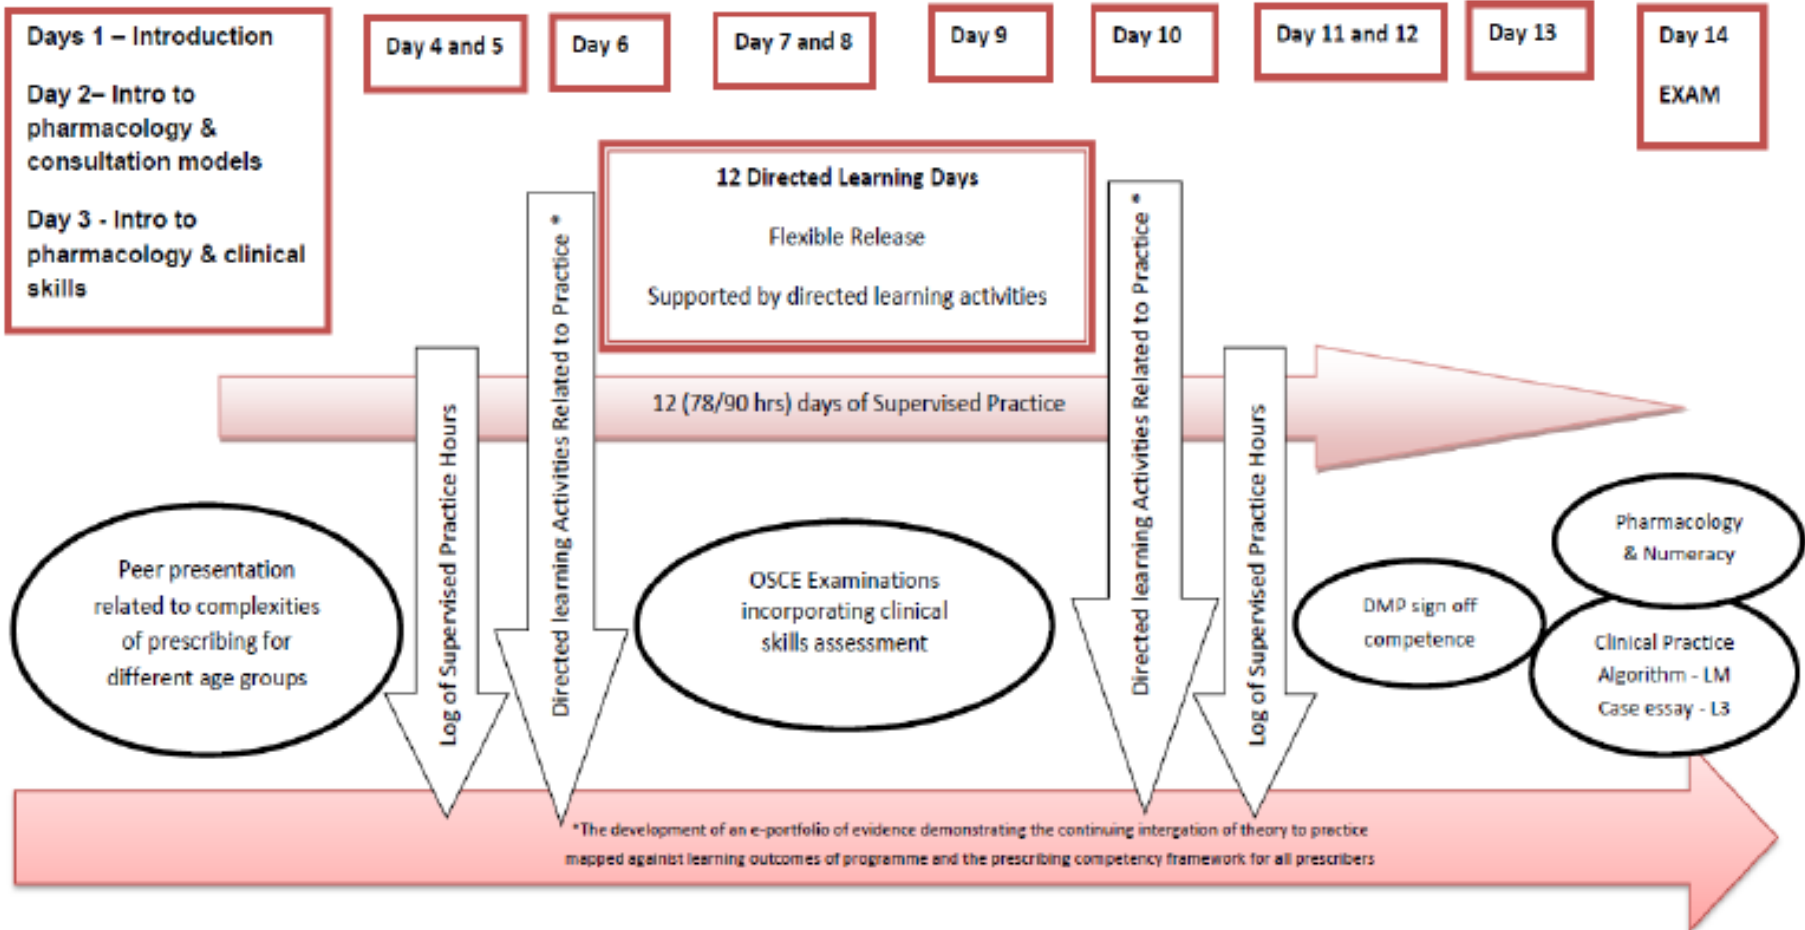 Days 1 – Introduction
Day 2– Intro to
pharmacology &
consultation models
Day 3 - Intro to
pharmacology & clinical
skills
Day 4 and 5
Day 6
Day 7 and 8
Day 9
Day 10
Day 11 and 12
Day 13
Day 14
EXAM
12 Directed Learning Days
Flexible Release
Supported by directed learning activities
12 (78/90 hrs) days of Supervised Practice
Log of Supervised Practice Hours
Directed learning Activities Related to Practice *
Directed learning Activities Related to Practice *
Log of Supervised Practice Hours
Peer presentation
related to complexities
of prescribing for
different age groups
OSCE Examinations
incorporating clinical
skills assessment
DMP sign off
competence
Pharmacology
& Numeracy
Clinical Practice
Algorithm - LM
Case essay - L3
*The development of an e-portfolio of evidence demonstrating the continuing intergation of theory to practice
mapped againist learning outcomes of programme and the prescribing competency framework for all prescribers